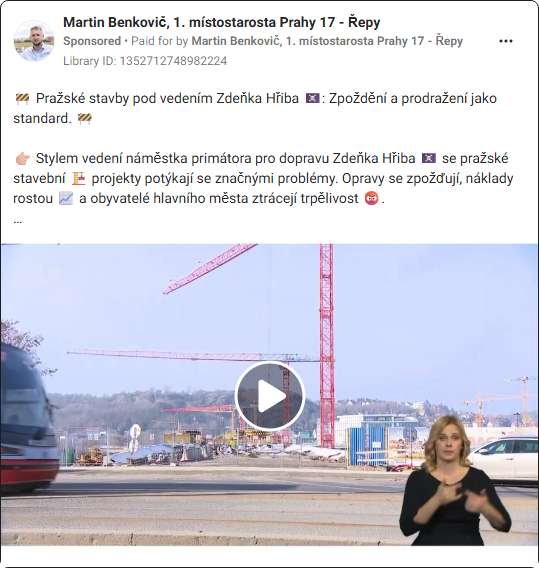 Martin Benkovič, 1. místostarosta Prahy 17 - Řepy
Sponsored • Paid for by Martin Benkovič, 1. místostarosta Prahy 17 - Řepy
Library ID: 1352712748982224
🚧 Pražské stavby pod vedením Zdeňka Hřiba 🏴‍☠️: Zpoždění a prodražení jako
standard. 🚧
👉🏼 Stylem vedení náměstka primátora pro dopravu Zdeňka Hřiba 🏴‍☠️ se pražské
stavební 🏗️ projekty potýkají se značnými problémy. Opravy se zpožďují, náklady
rostou 📈 a obyvatelé hlavního města ztrácejí trpělivost 😡.
...